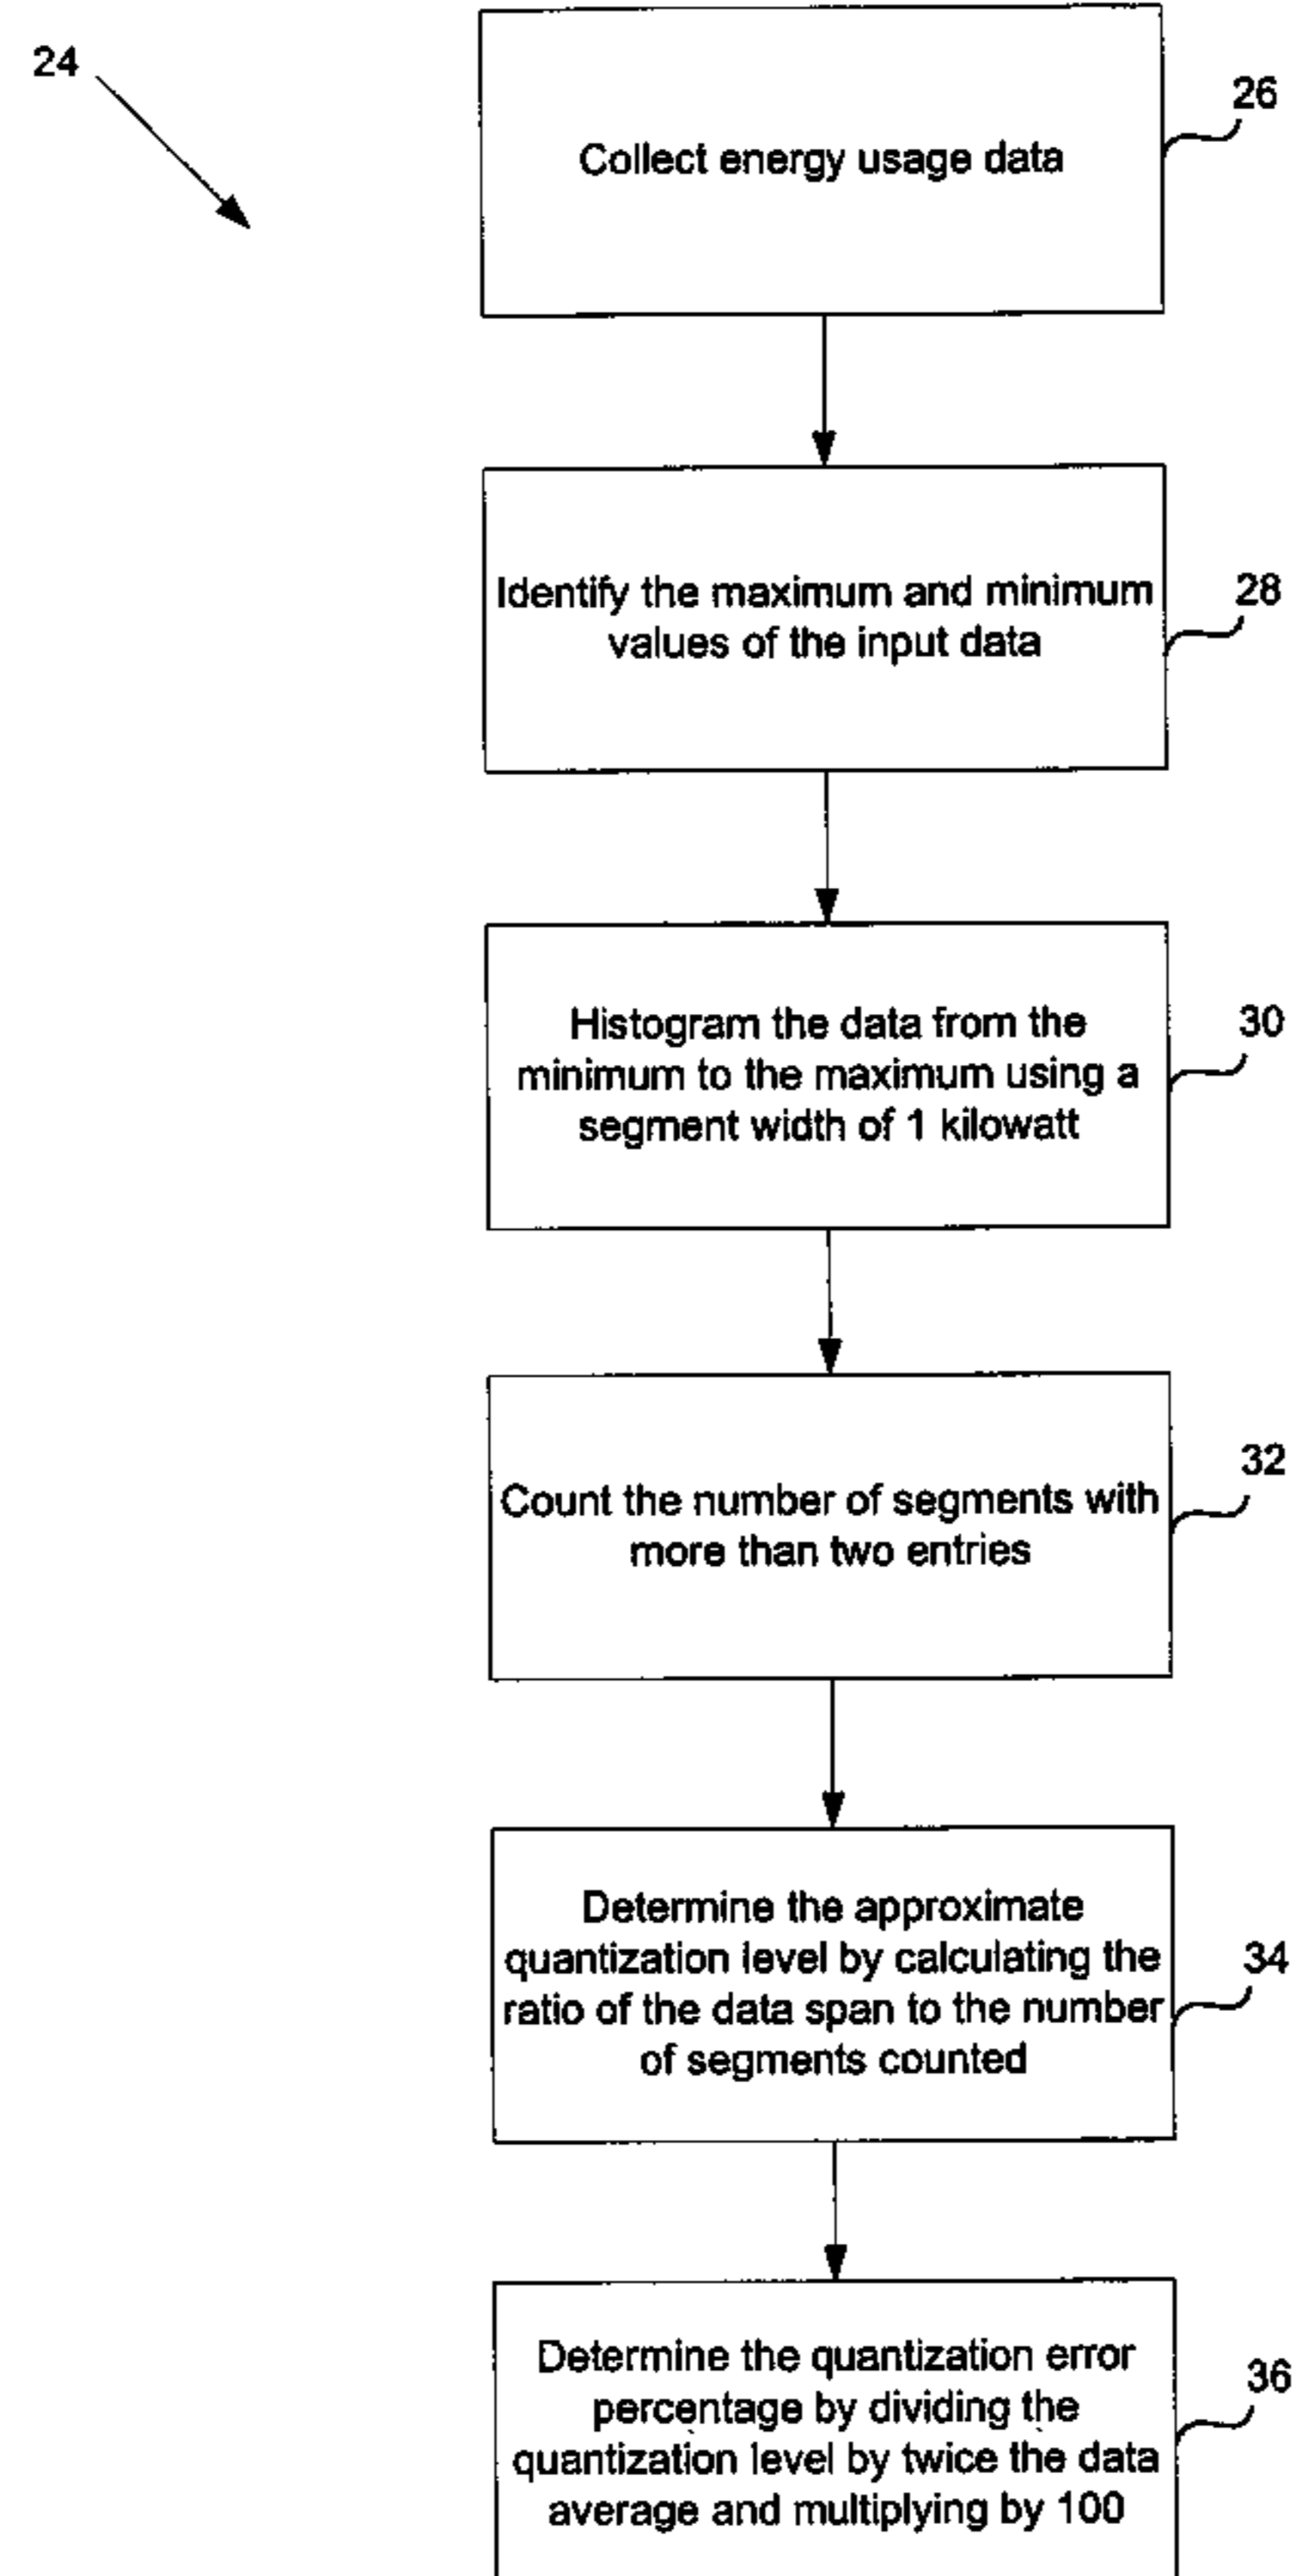 24
26
Collect energy usage data
28
Identify the maximum and minimum
values of the input data
30
Histogram the data from the
minimum to the maximum using a
segment width of 1 kilowatt
32
Count the number of segments with
more than two entries
Determine the approximate
quantization level by calculating the
34
ratio of the data span to the number
of segments counted
Determine the quantization error
36
percentage by dividing the
quantization level by twice the data
average and multiplying by 100